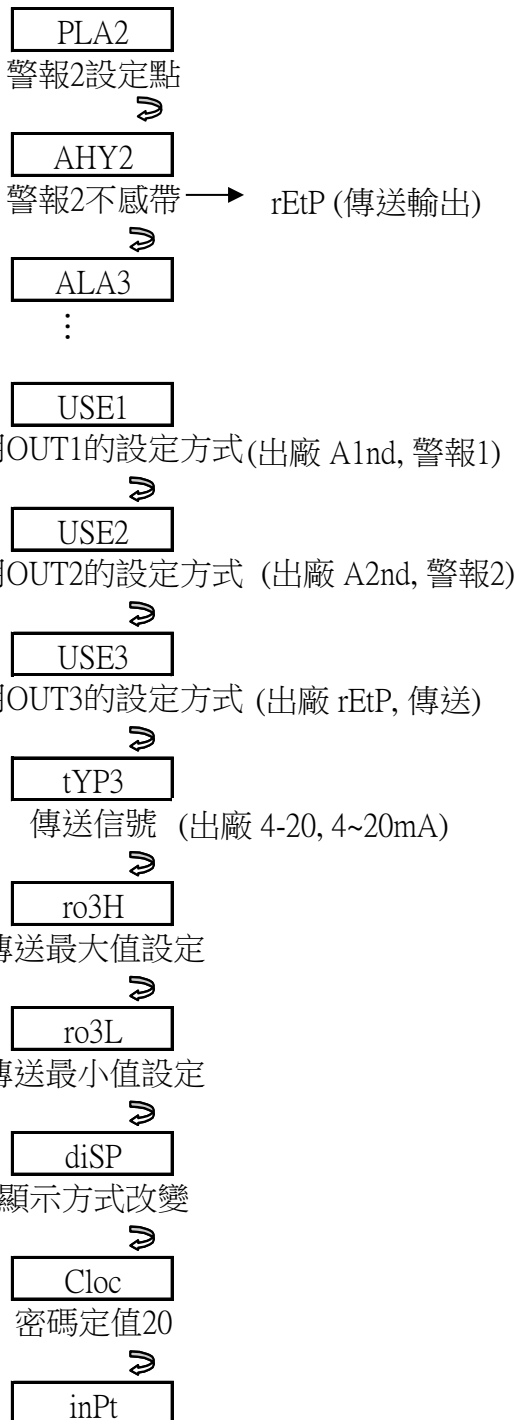 PLA2
警報2設定點
AHY2
警報2不感帶 rEtP (傳送輸出)
ALA3
⋮
USE1
OUT1的設定方式(出廠 A1nd, 警報1)
USE2
OUT2的設定方式 (出廠 A2nd, 警報2)
USE3
OUT3的設定方式 (出廠 rEtP, 傳送)
tYP3
傳送信號 (出廠 4-20, 4~20mA)
ro3H
傳送最大值設定
ro3L
傳送最小值設定
diSP
顯示方式改變
Cloc
密碼定值20
inPt